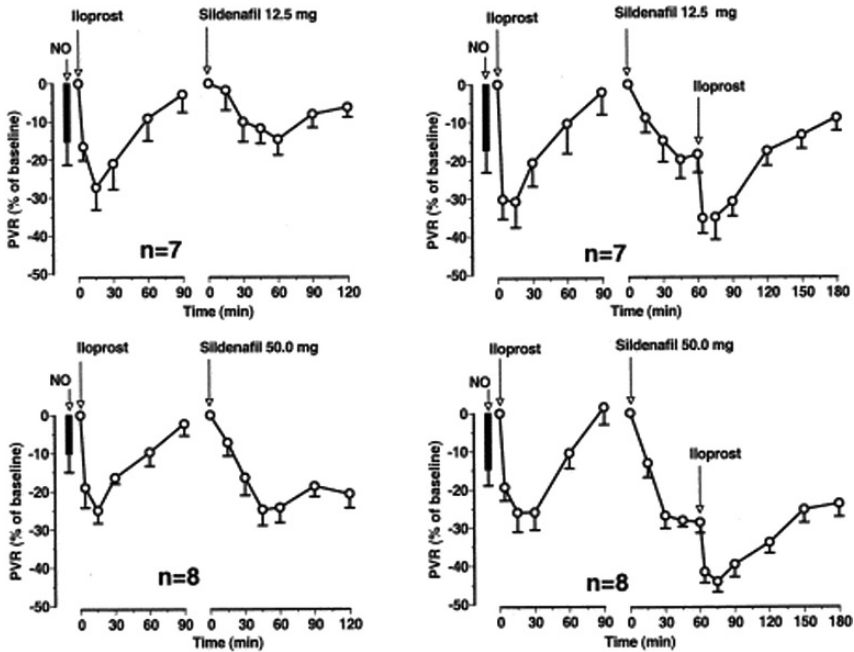 Iloprost
Sildenafil 12.5 mg
NO
0
-10
-20
-30
-40
-50
PVR (% of baseline)
n=7
0 30 60 90 0 30 60 90 120
Time (min)
Iloprost
Sildenafil 12.5 mg
NO
Iloprost
0
-10
-20
-30
-40
-50
PVR (% of baseline)
n=7
0 30 60 90 0 30 60 90 120 150 180
Time (min)
Iloprost
Sildenafil 50.0 mg
NO
0
-10
-20
-30
-40
-50
PVR (% of baseline)
n=8
0 30 60 90 0 30 60 90 120
Time (min)
Iloprost
Sildenafil 50.0 mg
NO
Iloprost
0
-10
-20
-30
-40
-50
PVR (% of baseline)
n=8
0 30 60 90 0 30 60 90 120 150 180
Time (min)